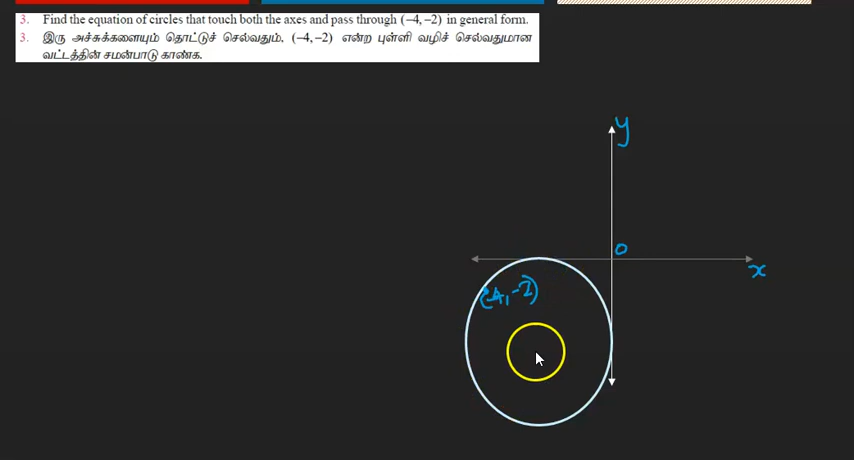 3. Find the equation of circles that touch both the axes and pass through (−4,−2) in general form.
3. இரு அச்சுக்களையும் தொட்டுச் செல்வதும், (−4,−2) என்ற புள்ளி வழிச் செல்வதுமான
வட்டத்தின் சமன்பாடு காண்க.
y
o
x
(-4,-2)